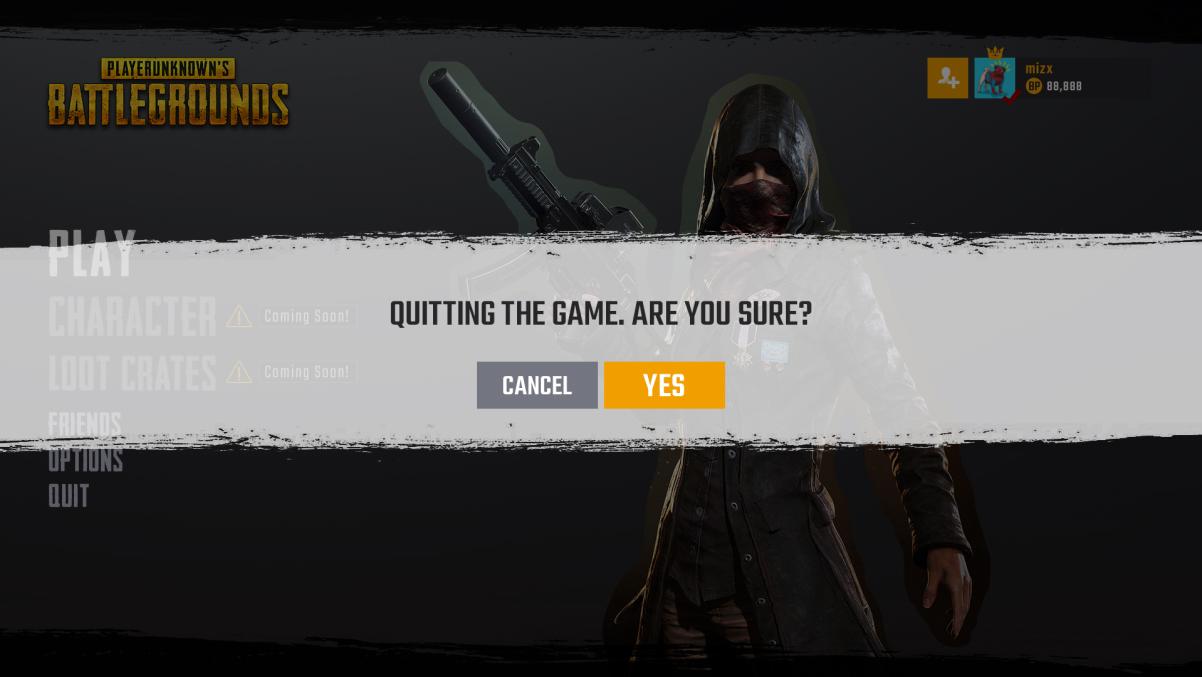 PLAYERUNKNOWN'S
BATTLEGROUNDS
mizx
BP 88,888
PLAY
CHARACTER Coming Soon!
LOOT CRATES Coming Soon!
FRIENDS
OPTIONS
QUIT
QUITTING THE GAME. ARE YOU SURE?
CANCEL YES